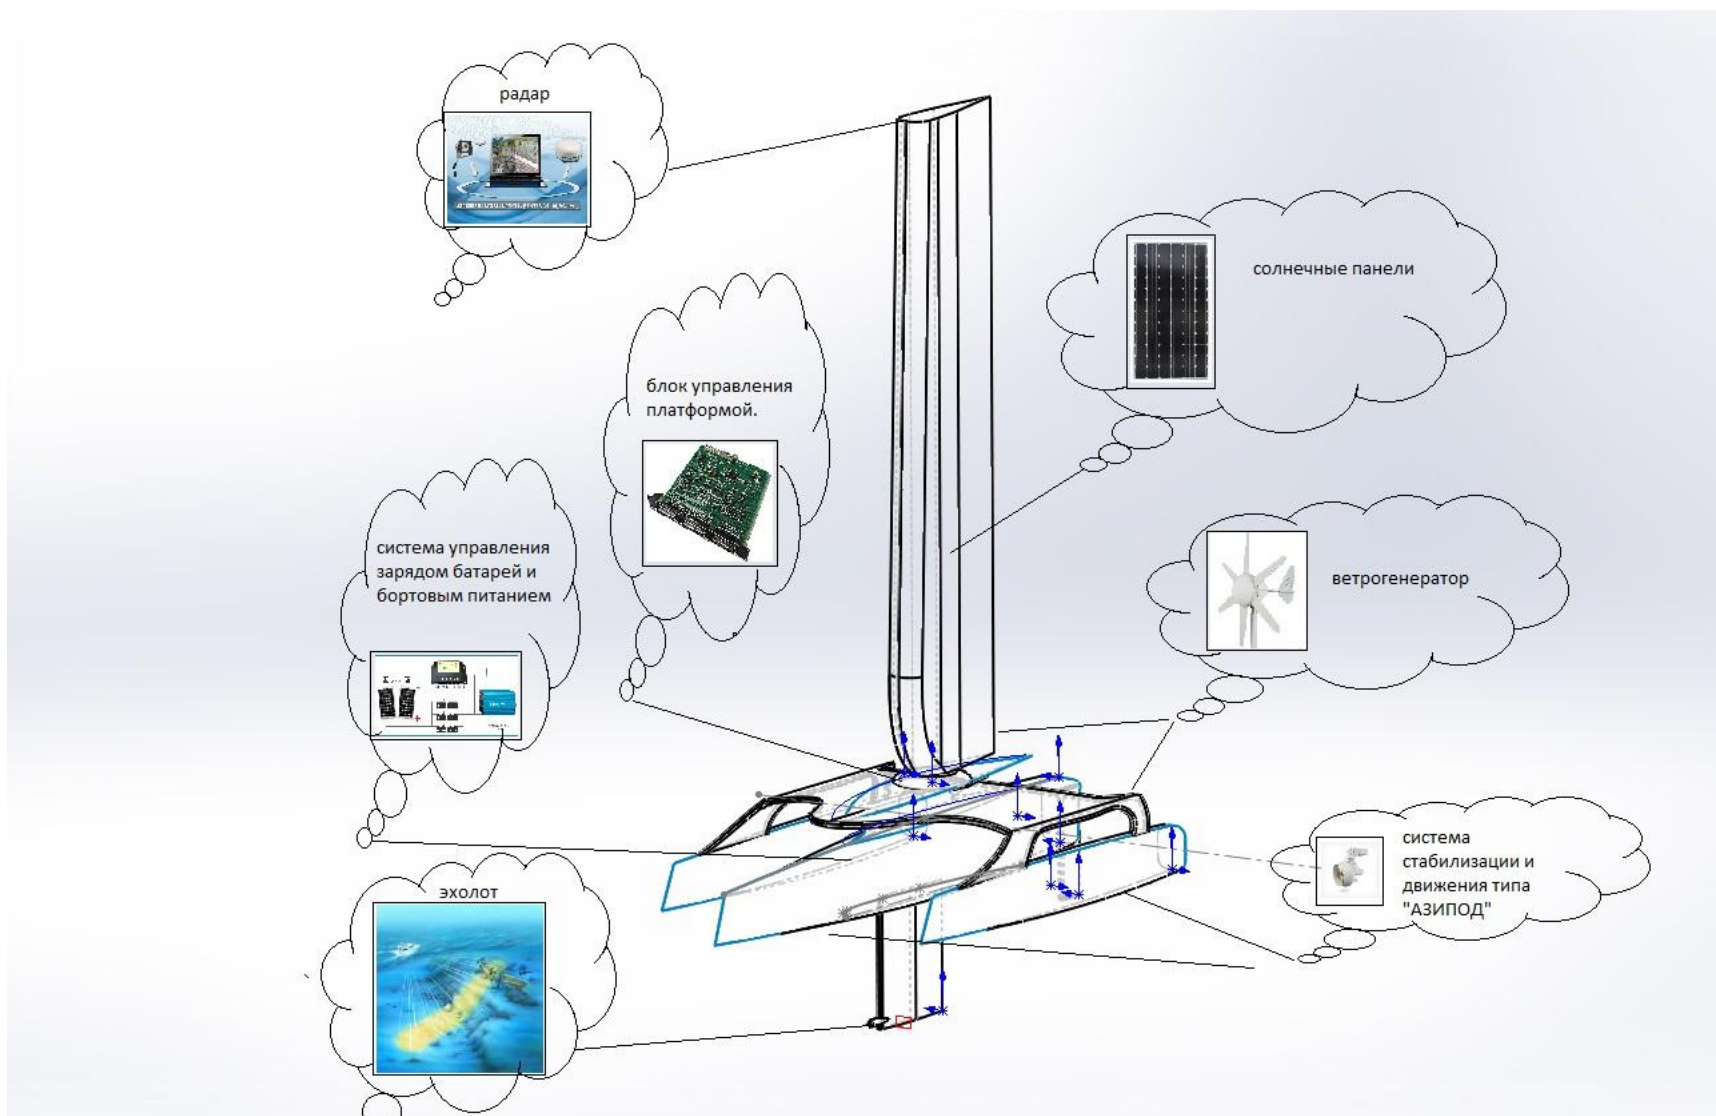 радар
солнечные панели
блок управления
платформой.
система управления
зарядом батарей и
бортовым питанием
ветрогенератор
система
стабилизации и
движения типа
"АЗИПОД"
эхолот